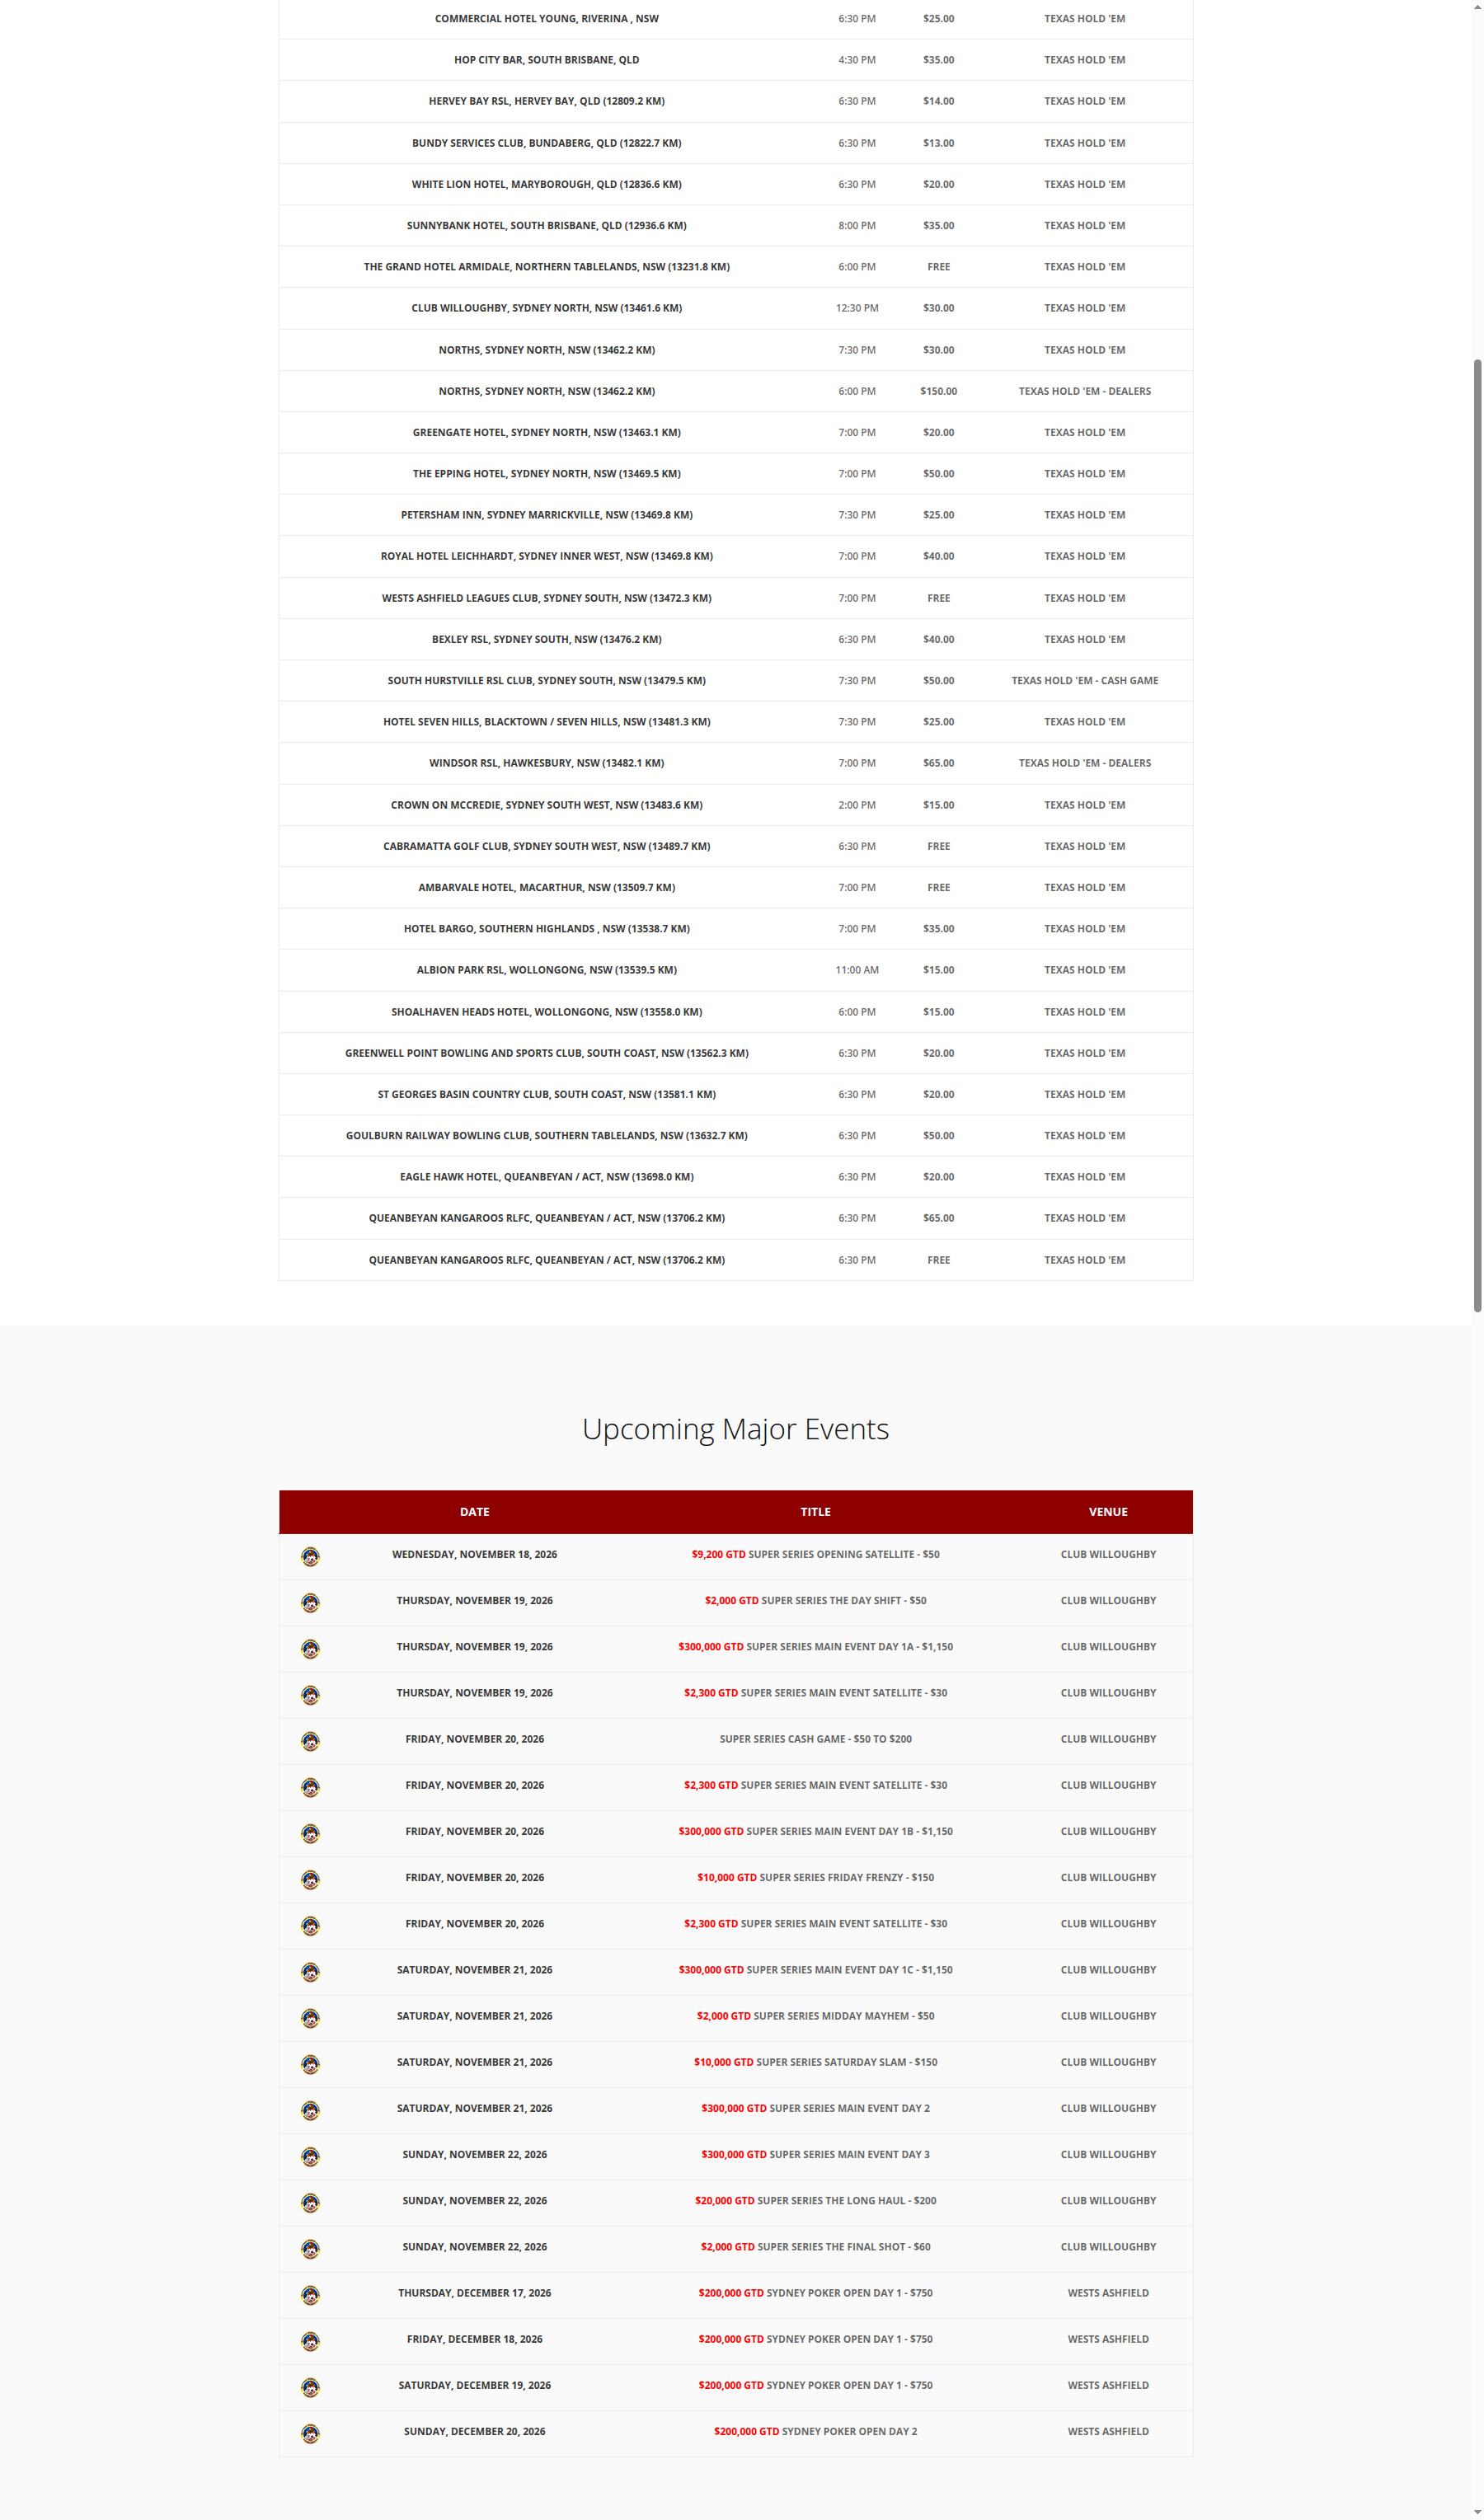 COMMERCIAL HOTEL YOUNG, RIVERINA , NSW 6:30 PM $25.00 TEXAS HOLD 'EM
HOP CITY BAR, SOUTH BRISBANE, QLD 4:30 PM $35.00 TEXAS HOLD 'EM
HERVEY BAY RSL, HERVEY BAY, QLD (12809.2 KM) 6:30 PM $14.00 TEXAS HOLD 'EM
BUNDY SERVICES CLUB, BUNDABERG, QLD (12822.7 KM) 6:30 PM $13.00 TEXAS HOLD 'EM
WHITE LION HOTEL, MARYBOROUGH, QLD (12836.6 KM) 6:30 PM $20.00 TEXAS HOLD 'EM
SUNNYBANK HOTEL, SOUTH BRISBANE, QLD (12936.6 KM) 8:00 PM $35.00 TEXAS HOLD 'EM
THE GRAND HOTEL ARMIDALE, NORTHERN TABLELANDS, NSW (13231.8 KM) 6:00 PM FREE TEXAS HOLD 'EM
CLUB WILLOUGHBY, SYDNEY NORTH, NSW (13461.6 KM) 12:30 PM $30.00 TEXAS HOLD 'EM
NORTHS, SYDNEY NORTH, NSW (13462.2 KM) 7:30 PM $30.00 TEXAS HOLD 'EM
NORTHS, SYDNEY NORTH, NSW (13462.2 KM) 6:00 PM $150.00 TEXAS HOLD 'EM - DEALERS
GREENGATE HOTEL, SYDNEY NORTH, NSW (13463.1 KM) 7:00 PM $20.00 TEXAS HOLD 'EM
THE EPPING HOTEL, SYDNEY NORTH, NSW (13469.5 KM) 7:00 PM $50.00 TEXAS HOLD 'EM
PETERSHAM INN, SYDNEY MARRICKVILLE, NSW (13469.8 KM) 7:30 PM $25.00 TEXAS HOLD 'EM
ROYAL HOTEL LEICHHARDT, SYDNEY INNER WEST, NSW (13469.8 KM) 7:00 PM $40.00 TEXAS HOLD 'EM
WESTS ASHFIELD LEAGUES CLUB, SYDNEY SOUTH, NSW (13472.3 KM) 7:00 PM FREE TEXAS HOLD 'EM
BEXLEY RSL, SYDNEY SOUTH, NSW (13476.2 KM) 6:30 PM $40.00 TEXAS HOLD 'EM
SOUTH HURSTVILLE RSL CLUB, SYDNEY SOUTH, NSW (13479.5 KM) 7:30 PM $50.00 TEXAS HOLD 'EM - CASH GAME
HOTEL SEVEN HILLS, BLACKTOWN / SEVEN HILLS, NSW (13481.3 KM) 7:30 PM $25.00 TEXAS HOLD 'EM
WINDSOR RSL, HAWKESBURY, NSW (13482.1 KM) 7:00 PM $65.00 TEXAS HOLD 'EM - DEALERS
CROWN ON MCCREDIE, SYDNEY SOUTH WEST, NSW (13483.6 KM) 2:00 PM $15.00 TEXAS HOLD 'EM
CABRAMATTA GOLF CLUB, SYDNEY SOUTH WEST, NSW (13489.7 KM) 6:30 PM FREE TEXAS HOLD 'EM
AMBARVALE HOTEL, MACARTHUR, NSW (13509.7 KM) 7:00 PM FREE TEXAS HOLD 'EM
HOTEL BARGO, SOUTHERN HIGHLANDS , NSW (13538.7 KM) 7:00 PM $35.00 TEXAS HOLD 'EM
ALBION PARK RSL, WOLLONGONG, NSW (13539.5 KM) 11:00 AM $15.00 TEXAS HOLD 'EM
SHOALHAVEN HEADS HOTEL, WOLLONGONG, NSW (13558.0 KM) 6:00 PM $15.00 TEXAS HOLD 'EM
GREENWELL POINT BOWLING AND SPORTS CLUB, SOUTH COAST, NSW (13562.3 KM) 6:30 PM $20.00 TEXAS HOLD 'EM
ST GEORGES BASIN COUNTRY CLUB, SOUTH COAST, NSW (13581.1 KM) 6:30 PM $20.00 TEXAS HOLD 'EM
GOULBURN RAILWAY BOWLING CLUB, SOUTHERN TABLELANDS, NSW (13632.7 KM) 6:30 PM $50.00 TEXAS HOLD 'EM
EAGLE HAWK HOTEL, QUEANBEYAN / ACT, NSW (13698.0 KM) 6:30 PM $20.00 TEXAS HOLD 'EM
QUEANBEYAN KANGAROOS RLFC, QUEANBEYAN / ACT, NSW (13706.2 KM) 6:30 PM $65.00 TEXAS HOLD 'EM
QUEANBEYAN KANGAROOS RLFC, QUEANBEYAN / ACT, NSW (13706.2 KM) 6:30 PM FREE TEXAS HOLD 'EM
Upcoming Major Events
DATE TITLE VENUE
WEDNESDAY, NOVEMBER 18, 2026 $9,200 GTD SUPER SERIES OPENING SATELLITE - $50 CLUB WILLOUGHBY
THURSDAY, NOVEMBER 19, 2026 $2,000 GTD SUPER SERIES THE DAY SHIFT - $50 CLUB WILLOUGHBY
THURSDAY, NOVEMBER 19, 2026 $300,000 GTD SUPER SERIES MAIN EVENT DAY 1A - $1,150 CLUB WILLOUGHBY
THURSDAY, NOVEMBER 19, 2026 $2,300 GTD SUPER SERIES MAIN EVENT SATELLITE - $30 CLUB WILLOUGHBY
FRIDAY, NOVEMBER 20, 2026 SUPER SERIES CASH GAME - $50 TO $200 CLUB WILLOUGHBY
FRIDAY, NOVEMBER 20, 2026 $2,300 GTD SUPER SERIES MAIN EVENT SATELLITE - $30 CLUB WILLOUGHBY
FRIDAY, NOVEMBER 20, 2026 $300,000 GTD SUPER SERIES MAIN EVENT DAY 1B - $1,150 CLUB WILLOUGHBY
FRIDAY, NOVEMBER 20, 2026 $10,000 GTD SUPER SERIES FRIDAY FRENZY - $150 CLUB WILLOUGHBY
FRIDAY, NOVEMBER 20, 2026 $2,300 GTD SUPER SERIES MAIN EVENT SATELLITE - $30 CLUB WILLOUGHBY
SATURDAY, NOVEMBER 21, 2026 $300,000 GTD SUPER SERIES MAIN EVENT DAY 1C - $1,150 CLUB WILLOUGHBY
SATURDAY, NOVEMBER 21, 2026 $2,000 GTD SUPER SERIES MIDDAY MAYHEM - $50 CLUB WILLOUGHBY
SATURDAY, NOVEMBER 21, 2026 $10,000 GTD SUPER SERIES SATURDAY SLAM - $150 CLUB WILLOUGHBY
SATURDAY, NOVEMBER 21, 2026 $300,000 GTD SUPER SERIES MAIN EVENT DAY 2 CLUB WILLOUGHBY
SUNDAY, NOVEMBER 22, 2026 $300,000 GTD SUPER SERIES MAIN EVENT DAY 3 CLUB WILLOUGHBY
SUNDAY, NOVEMBER 22, 2026 $20,000 GTD SUPER SERIES THE LONG HAUL - $200 CLUB WILLOUGHBY
SUNDAY, NOVEMBER 22, 2026 $2,000 GTD SUPER SERIES THE FINAL SHOT - $60 CLUB WILLOUGHBY
THURSDAY, DECEMBER 17, 2026 $200,000 GTD SYDNEY POKER OPEN DAY 1 - $750 WESTS ASHFIELD
FRIDAY, DECEMBER 18, 2026 $200,000 GTD SYDNEY POKER OPEN DAY 1 - $750 WESTS ASHFIELD
SATURDAY, DECEMBER 19, 2026 $200,000 GTD SYDNEY POKER OPEN DAY 1 - $750 WESTS ASHFIELD
SUNDAY, DECEMBER 20, 2026 $200,000 GTD SYDNEY POKER OPEN DAY 2 WESTS ASHFIELD